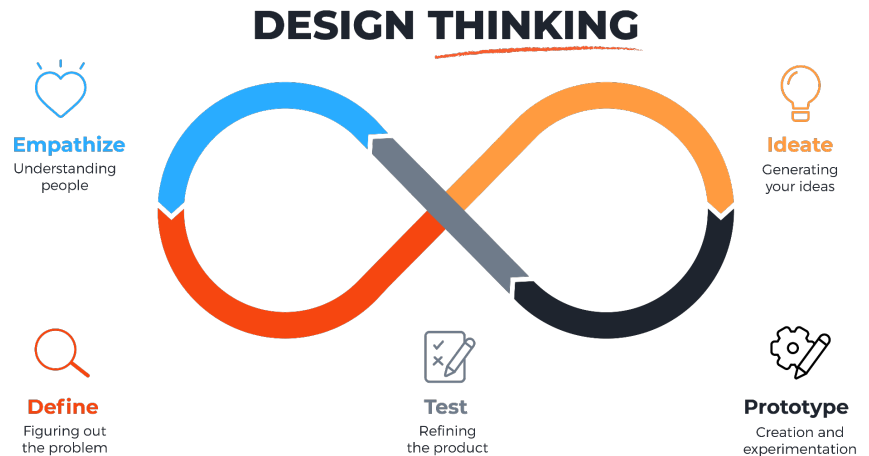 DESIGN THINKING
Empathize
Understanding
people
Ideate
Generating
your ideas
Define
Figuring out
the problem
Test
Refining
the product
Prototype
Creation and
experimentation